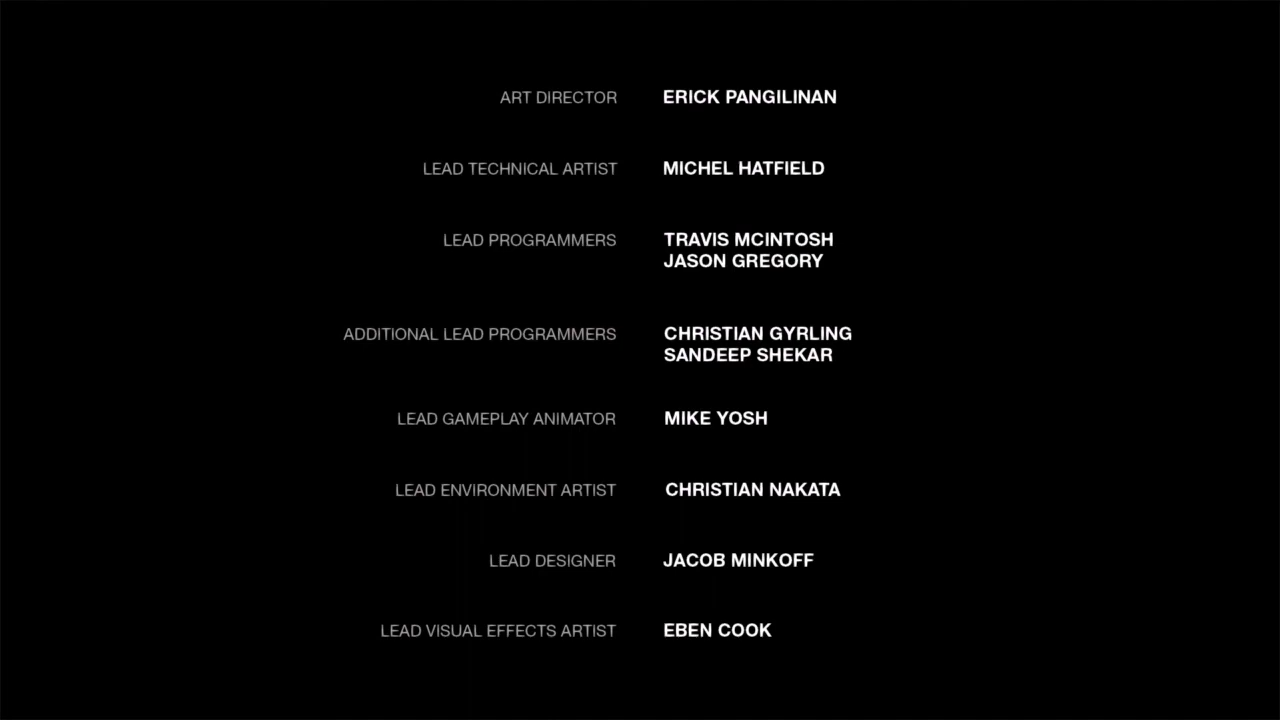 ART DIRECTOR ERICK PANGILINAN
LEAD TECHNICAL ARTIST MICHEL HATFIELD
LEAD PROGRAMMERS TRAVIS MCINTOSH
JASON GREGORY
ADDITIONAL LEAD PROGRAMMERS CHRISTIAN GYRLING
SANDEEP SHEKAR
LEAD GAMEPLAY ANIMATOR MIKE YOSH
LEAD ENVIRONMENT ARTIST CHRISTIAN NAKATA
LEAD DESIGNER JACOB MINKOFF
LEAD VISUAL EFFECTS ARTIST EBEN COOK